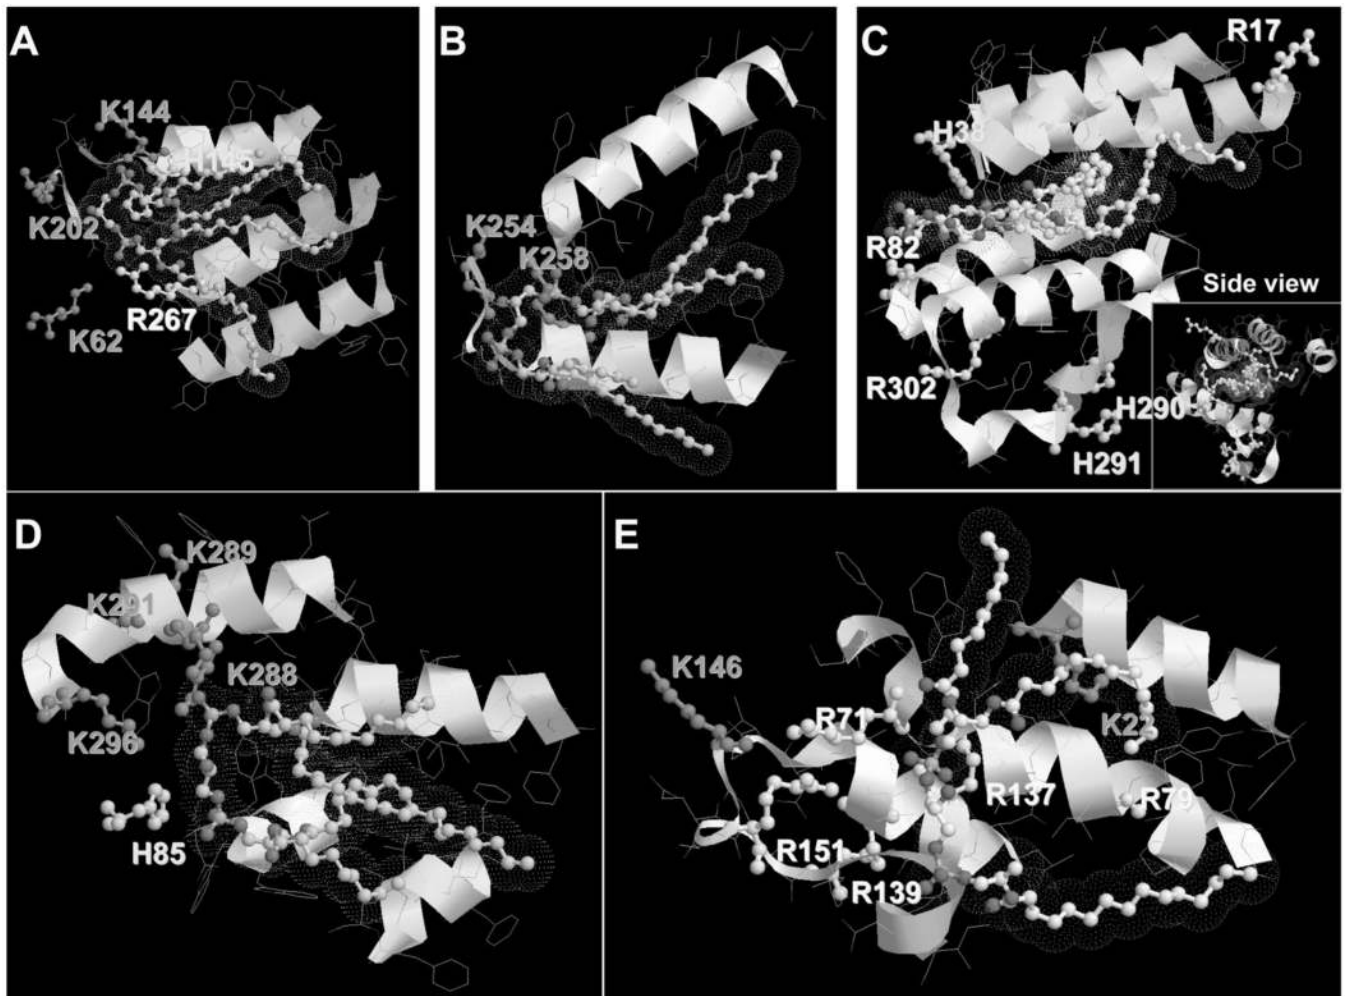 A
K144
H145
K202
R267
K62
B
K254
K258
C
R17
H38
R82
Side view
R302
H290
H291
D
K289
K291
K288
K296
H85
E
K146
R71
K22
R137
R79
R151
R139